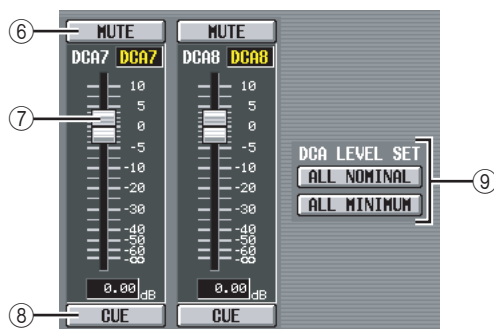 ⑥ MUTE MUTE
DCA7 DCA7 DCA8 DCA8
10 10
5 5
⑦ 0 0
-5 -5
-10 -10
-20 -20
-30 -30
-40 -40
-50 -50
-60 -60
-∞ -∞
0.00 dB 0.00 dB
⑧ CUE CUE
DCA LEVEL SET
ALL NOMINAL ⑨
ALL MINIMUM